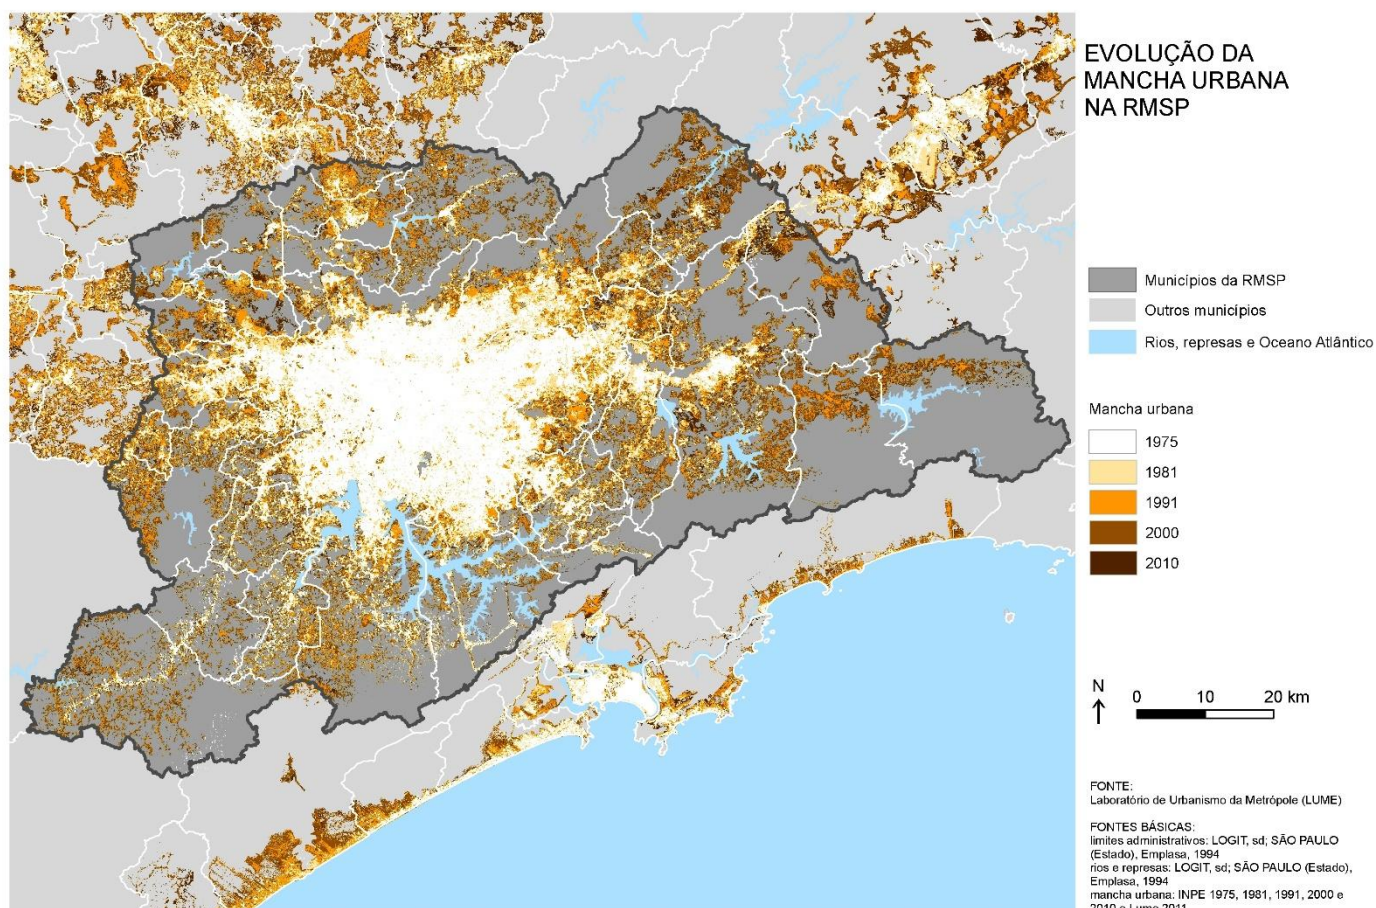 EVOLUÇÃO DA
MANCHA URBANA
NA RMSP
Municípios da RMSP
Outros municípios
Rios, represas e Oceano Atlântico
Mancha urbana
1975
1981
1991
2000
2010
N
0 10 20 km
FONTE:
Laboratório de Urbanismo da Metrópole (LUME)
FONTES BÁSICAS:
limites administrativos: LOGIT, sd; SÃO PAULO
(Estado), Emplasa, 1994
rios e represas: LOGIT, sd; SÃO PAULO (Estado),
Emplasa, 1994
mancha urbana: INPE 1975, 1981, 1991, 2000 e
2010 e Lume 2011